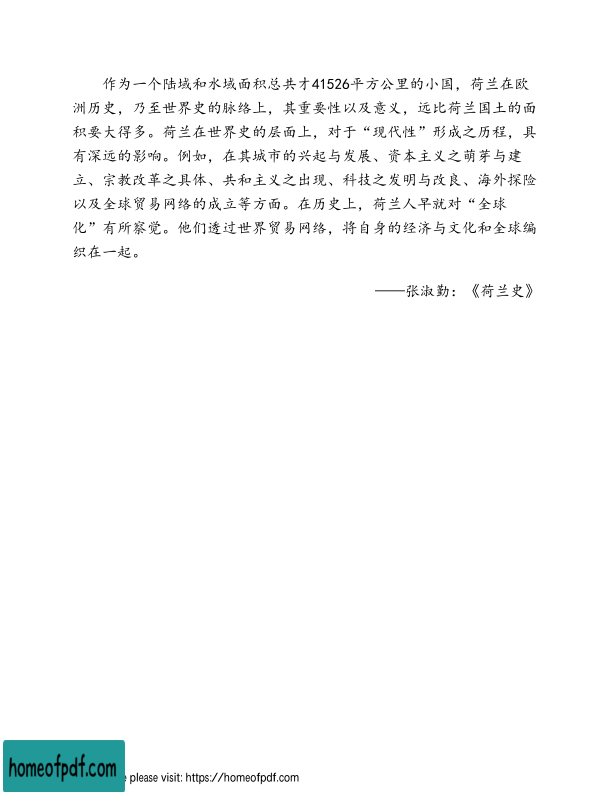 作为一个陆域和水域面积总共才41526平方公里的小国，荷兰在欧
洲历史，乃至世界史的脉络上，其重要性以及意义，远比荷兰国土的面
积要大得多。荷兰在世界史的层面上，对于“现代性”形成之历程，具
有深远的影响。例如，在其城市的兴起与发展、资本主义之萌芽与建
立、宗教改革之具体、共和主义之出现、科技之发明与改良、海外探险
以及全球贸易网络的成立等方面。在历史上，荷兰人早就对“全球
化”有所察觉。他们透过世界贸易网络，将自身的经济与文化和全球编
织在一起。
——张淑勤：《荷兰史》
homeofpdf.com
please visit: https://homeofpdf.com